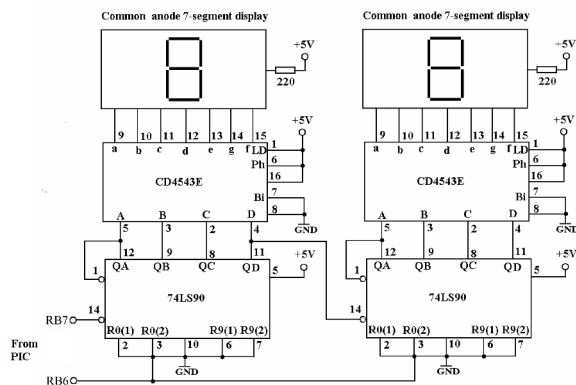 Common anode 7-segment display Common anode 7-segment display
+5V +5V
220 220
+5V +5V
9 10 11 12 13 14 15 9 10 11 12 13 14 15
a b c d e g f LD 1 a b c d e g f LD 1
Ph 6 Ph 6
16 16
CD4543E CD4543E
Bi 7 Bi 7
A B C D 8 A B C D 8
5 3 2 4 GND 5 3 2 4 GND
12 9 8 11 +5V 12 9 8 11 +5V
1 QA QB QC QD 5 1 QA QB QC QD 5
74LS90 74LS90
14 14
RB7
R0(1) R0(2) R9(1) R9(2) R0(1) R0(2) R9(1) R9(2)
From 2 3 10 6 7 2 3 10 6 7
PIC
GND GND
RB6